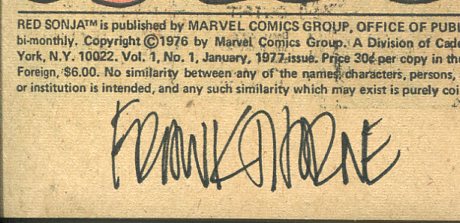 RED SONJA™ is published by MARVEL COMICS GROUP, OFFICE OF PUBL
bi-monthly. Copyright ©1976 by Marvel Comics Group. A Division of Cade
York, N.Y. 10022. Vol. 1, No. 1, January, 1977 issue. Price 30¢ per copy in th
Foreign, $6.00. No similarity between any of the names, characters, persons,
or institution is intended, and any such similarity which may exist is purely coi
FRANK THORNE